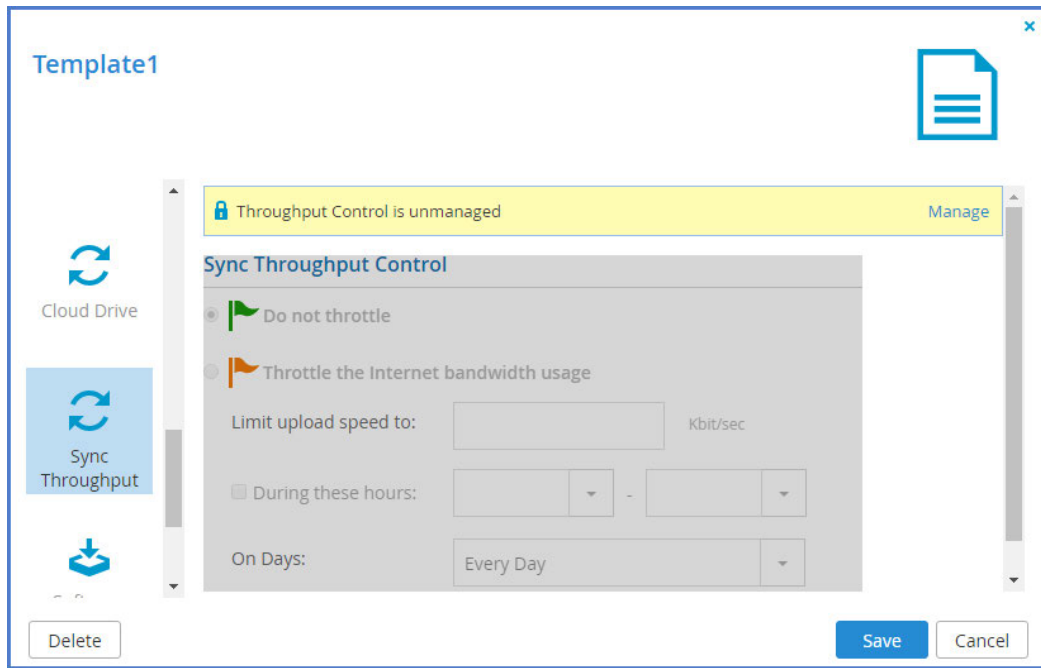 ×
Template1
Throughput Control is unmanaged Manage
Cloud Drive
Sync
Throughput
Sync Throughput Control
Do not throttle
Throttle the Internet bandwidth usage
Limit upload speed to: Kbit/sec
During these hours: -
On Days: Every Day
Delete Save Cancel